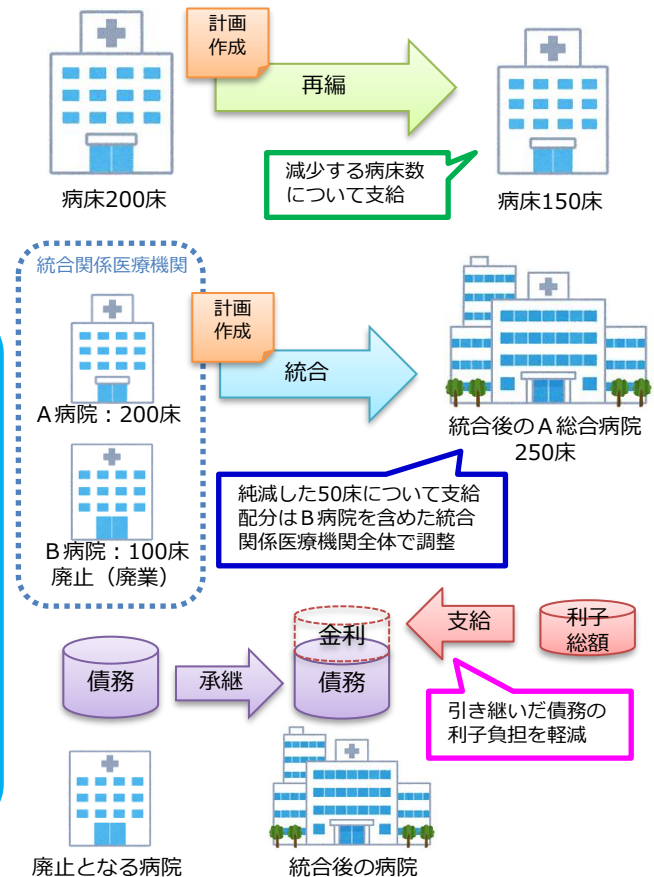 計画
作成
再編
減少する病床数
について支給
病床200床
病床150床
統合関係医療機関
計画
作成
統合
A病院：200床
統合後のA総合病院
250床
純減した50床について支給
配分はB病院を含めた統合
関係医療機関全体で調整
B病院：100床
廃止（廃業）
金利
支給
利子
総額
債務
承継
債務
引き継いだ債務の
利子負担を軽減
廃止となる病院
統合後の病院